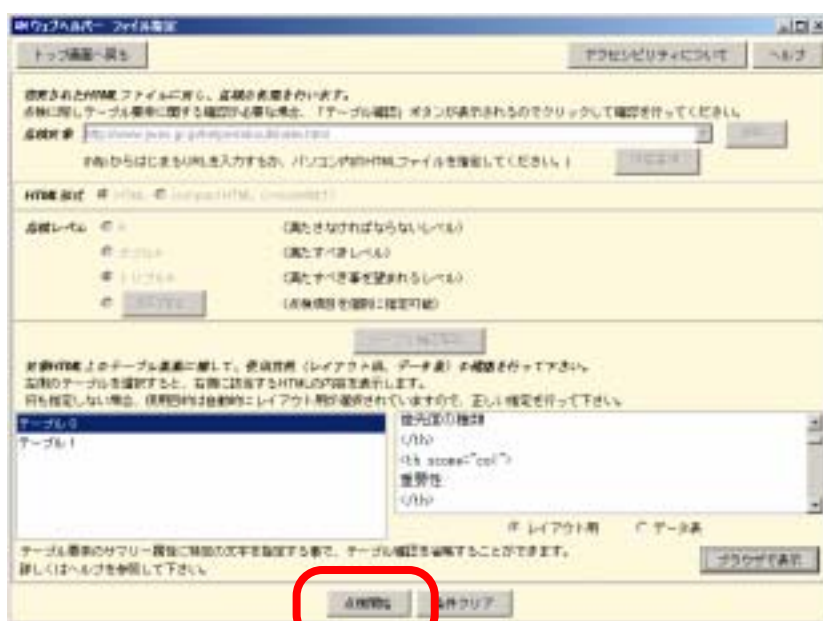 ウェブヘルパー ファイル指定
トップ画面へ戻る アクセシビリティについて ヘルプ
指定されたHTMLファイルに対し、点検の処理を行います。
点検に際しテーブル要素に関する確認が必要な場合、「テーブル確認」ボタンが表示されるのでクリックして確認を行ってください。
点検対象
(http:からはじまるURLを入力するか、パソコン内のHTMLファイルを指定してください。)
HTML形式 HTML
点検レベル A (満たさなければならないレベル)
ダブルA (満たすべきレベル)
トリプルA (満たすべき事を望まれるレベル)
(点検項目を個別に指定可能)
対象HTML上のテーブル要素に関して、使用目的(レイアウト用、データ表)の確認を行って下さい。
左側のテーブルを選択すると、右側に該当するHTMLの内容を表示します。
何も指定しない場合、使用目的は自動的にレイアウト用が選択されていますので、正しい指定を行って下さい。
テーブル 0
テーブル 1
優先度の種類
</th>
<th scope="col">
重要性
</th>
レイアウト用 データ表
テーブル要素のサマリー属性に特定の文字を指定する事で、テーブル確認を省略することができます。
詳しくはヘルプを参照して下さい。
ブラウザで表示
点検開始 条件クリア